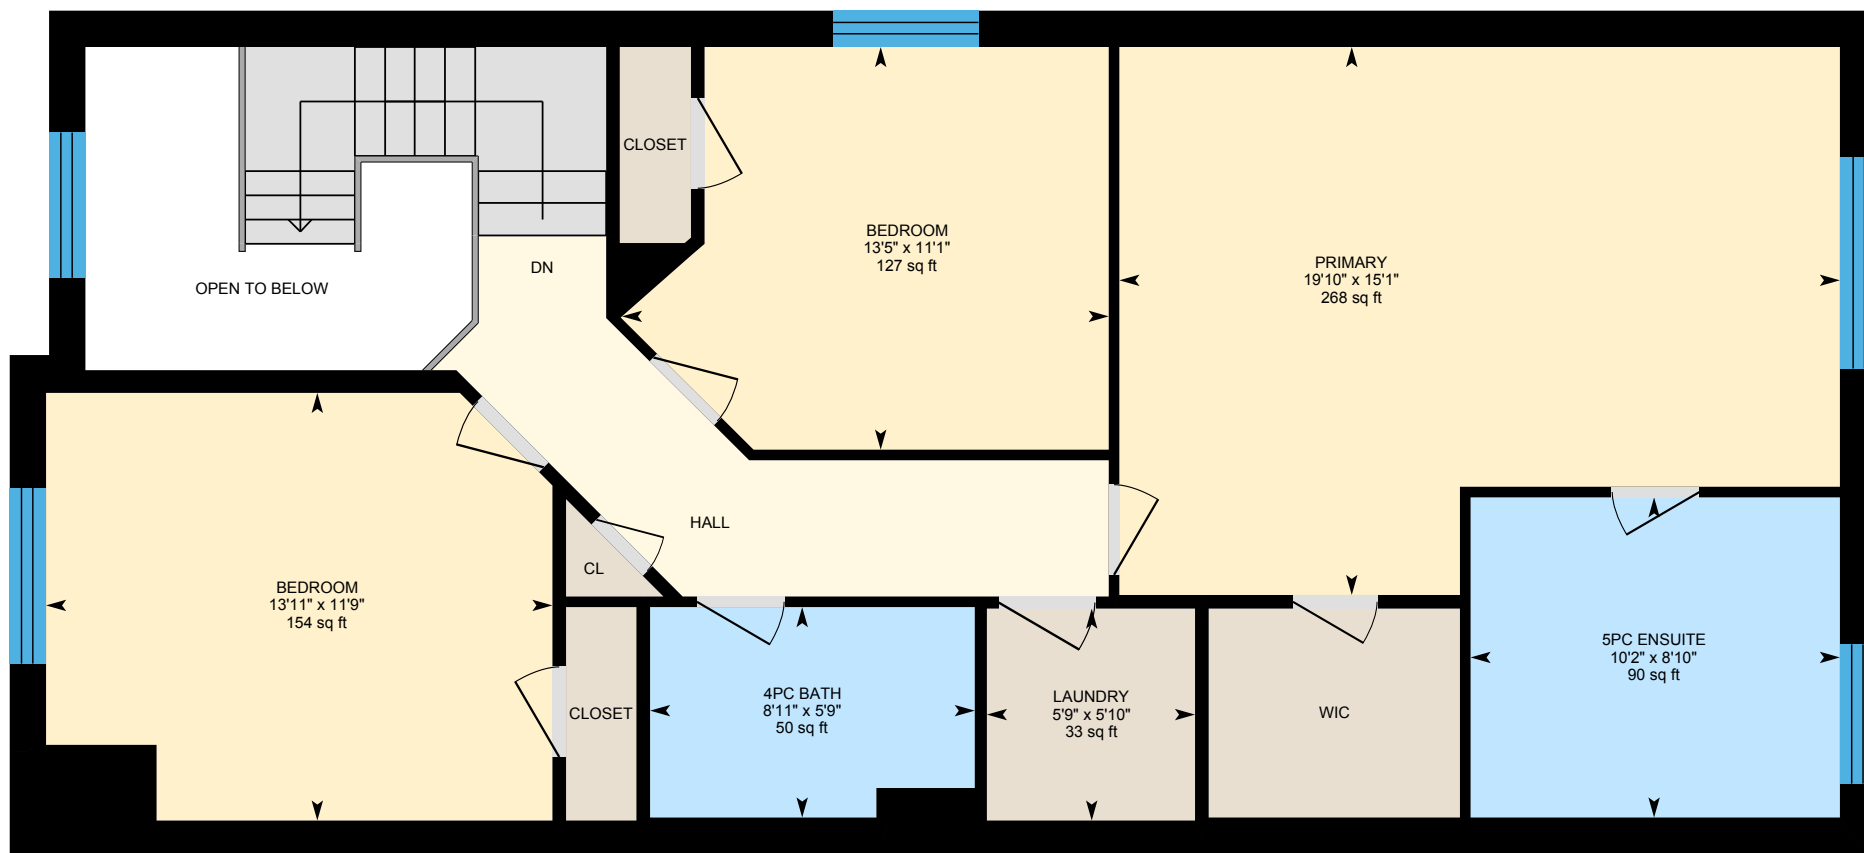 CLOSET
BEDROOM
13'5" x 11'1"
127 sq ft
PRIMARY
19'10" x 15'1"
268 sq ft
DN
OPEN TO BELOW
HALL
CL
BEDROOM
13'11" x 11'9"
154 sq ft
CLOSET
4PC BATH
8'11" x 5'9"
50 sq ft
LAUNDRY
5'9" x 5'10"
33 sq ft
WIC
5PC ENSUITE
10'2" x 8'10"
90 sq ft